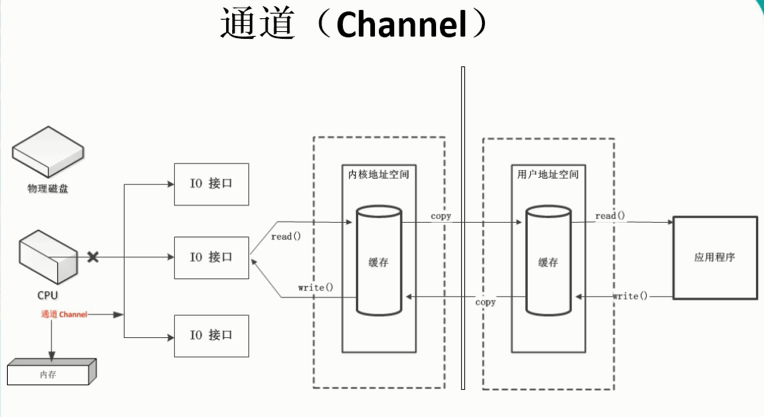 通道（Channel）
物理磁盘
CPU
通道 Channel
内存
IO 接口
IO 接口
IO 接口
read()
write()
内核地址空间
缓存
copy
copy
用户地址空间
缓存
read()
write()
应用程序